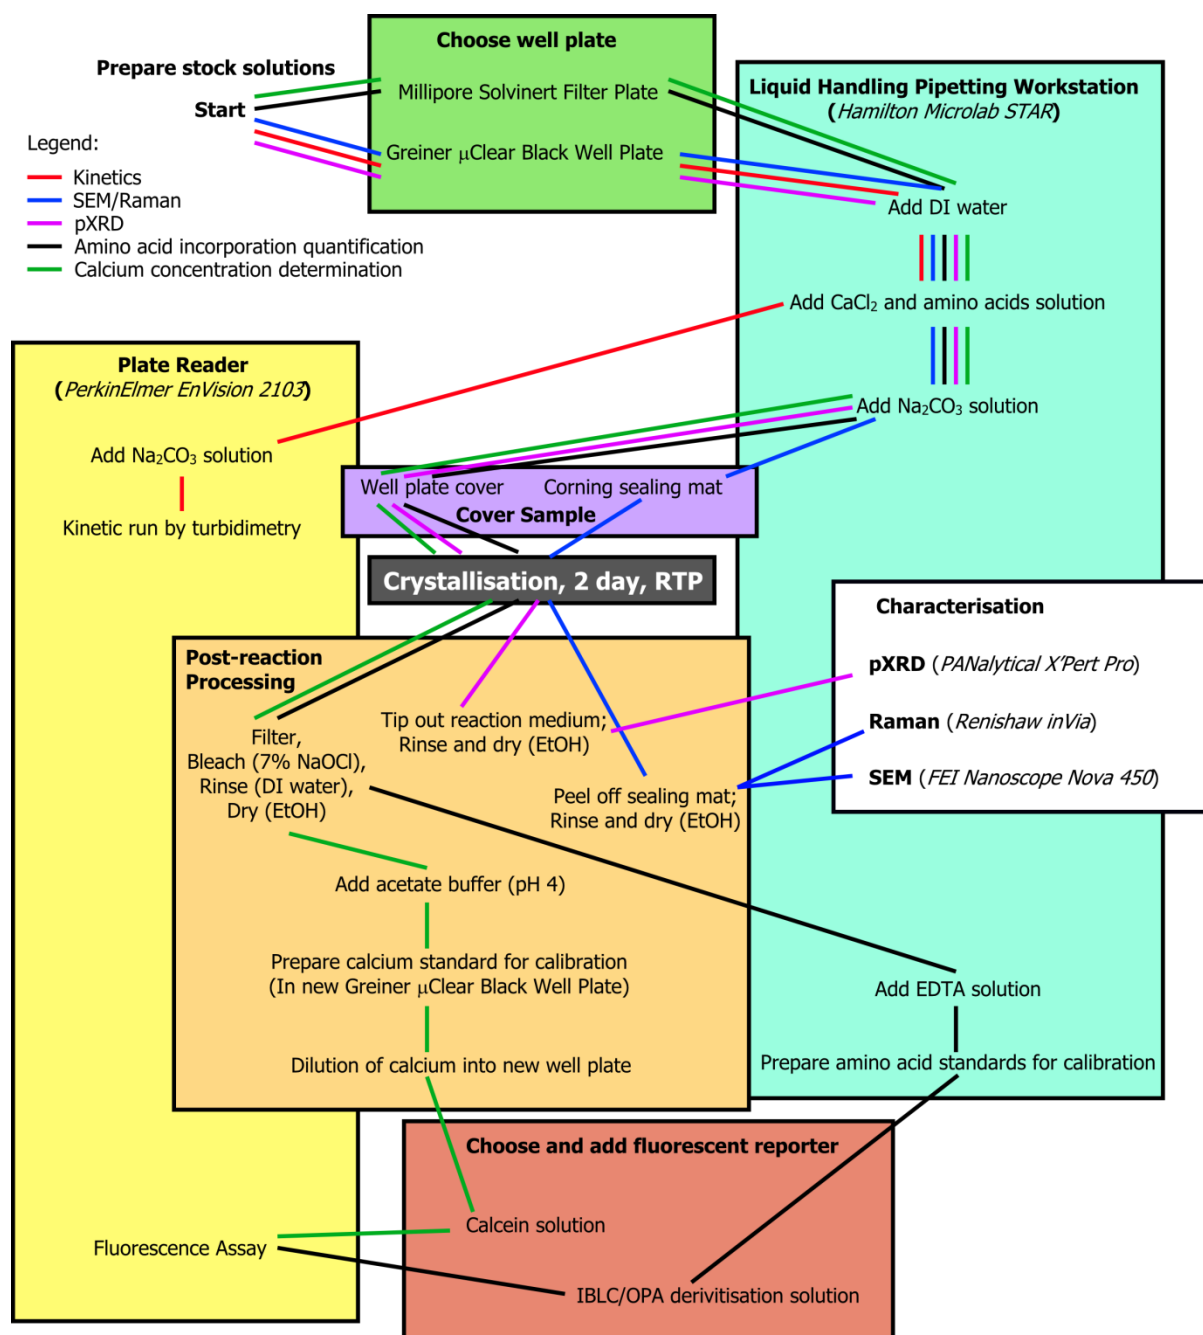 Choose well plate
Prepare stock solutions
Start
Millipore Solvinert Filter Plate
Greiner μClear Black Well Plate
Legend:
Kinetics
SEM/Raman
pXRD
Amino acid incorporation quantification
Calcium concentration determination
Liquid Handling Pipetting Workstation
(Hamilton Microlab STAR)
Add DI water
Add CaCl₂ and amino acids solution
Add Na₂CO₃ solution
Plate Reader
(PerkinElmer EnVision 2103)
Add Na₂CO₃ solution
Kinetic run by turbidimetry
Well plate cover
Corning sealing mat
Cover Sample
Crystallisation, 2 day, RTP
Characterisation
pXRD (PANalytical X'Pert Pro)
Raman (Renishaw inVia)
SEM (FEI Nanoscope Nova 450)
Post-reaction
Processing
Filter,
Bleach (7% NaOCl),
Rinse (DI water),
Dry (EtOH)
Tip out reaction medium;
Rinse and dry (EtOH)
Peel off sealing mat;
Rinse and dry (EtOH)
Add acetate buffer (pH 4)
Prepare calcium standard for calibration
(In new Greiner μClear Black Well Plate)
Dilution of calcium into new well plate
Add EDTA solution
Prepare amino acid standards for calibration
Choose and add fluorescent reporter
Calcein solution
Fluorescence Assay
IBLC/OPA derivitisation solution